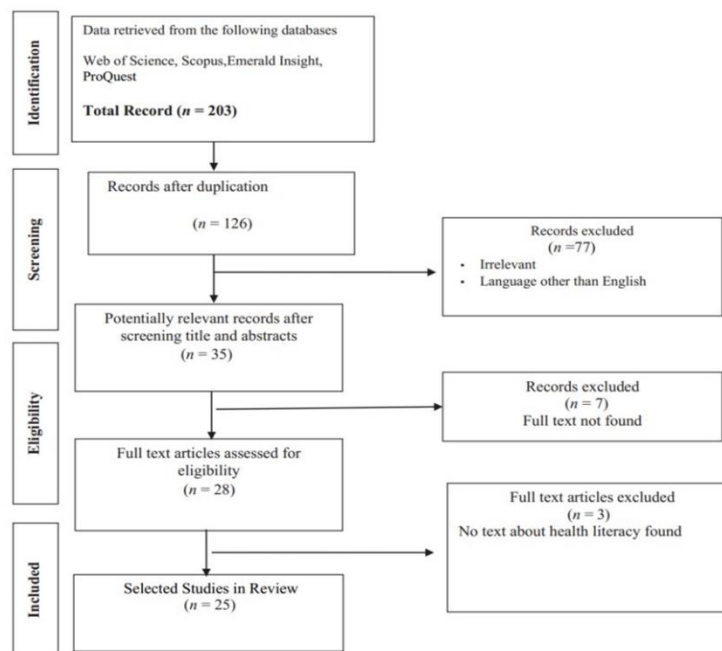 Identification
Data retrieved from the following databases
Web of Science, Scopus,Emerald Insight,
ProQuest
Total Record (n = 203)
Screening
Records after duplication
(n = 126)
Records excluded
(n =77)
• Irrelevant
• Language other than English
Potentially relevant records after
screening title and abstracts
(n = 35)
Eligibility
Records excluded
(n = 7)
Full text not found
Full text articles assessed for
eligibility
(n = 28)
Full text articles excluded
(n = 3)
No text about health literacy found
Included
Selected Studies in Review
(n = 25)